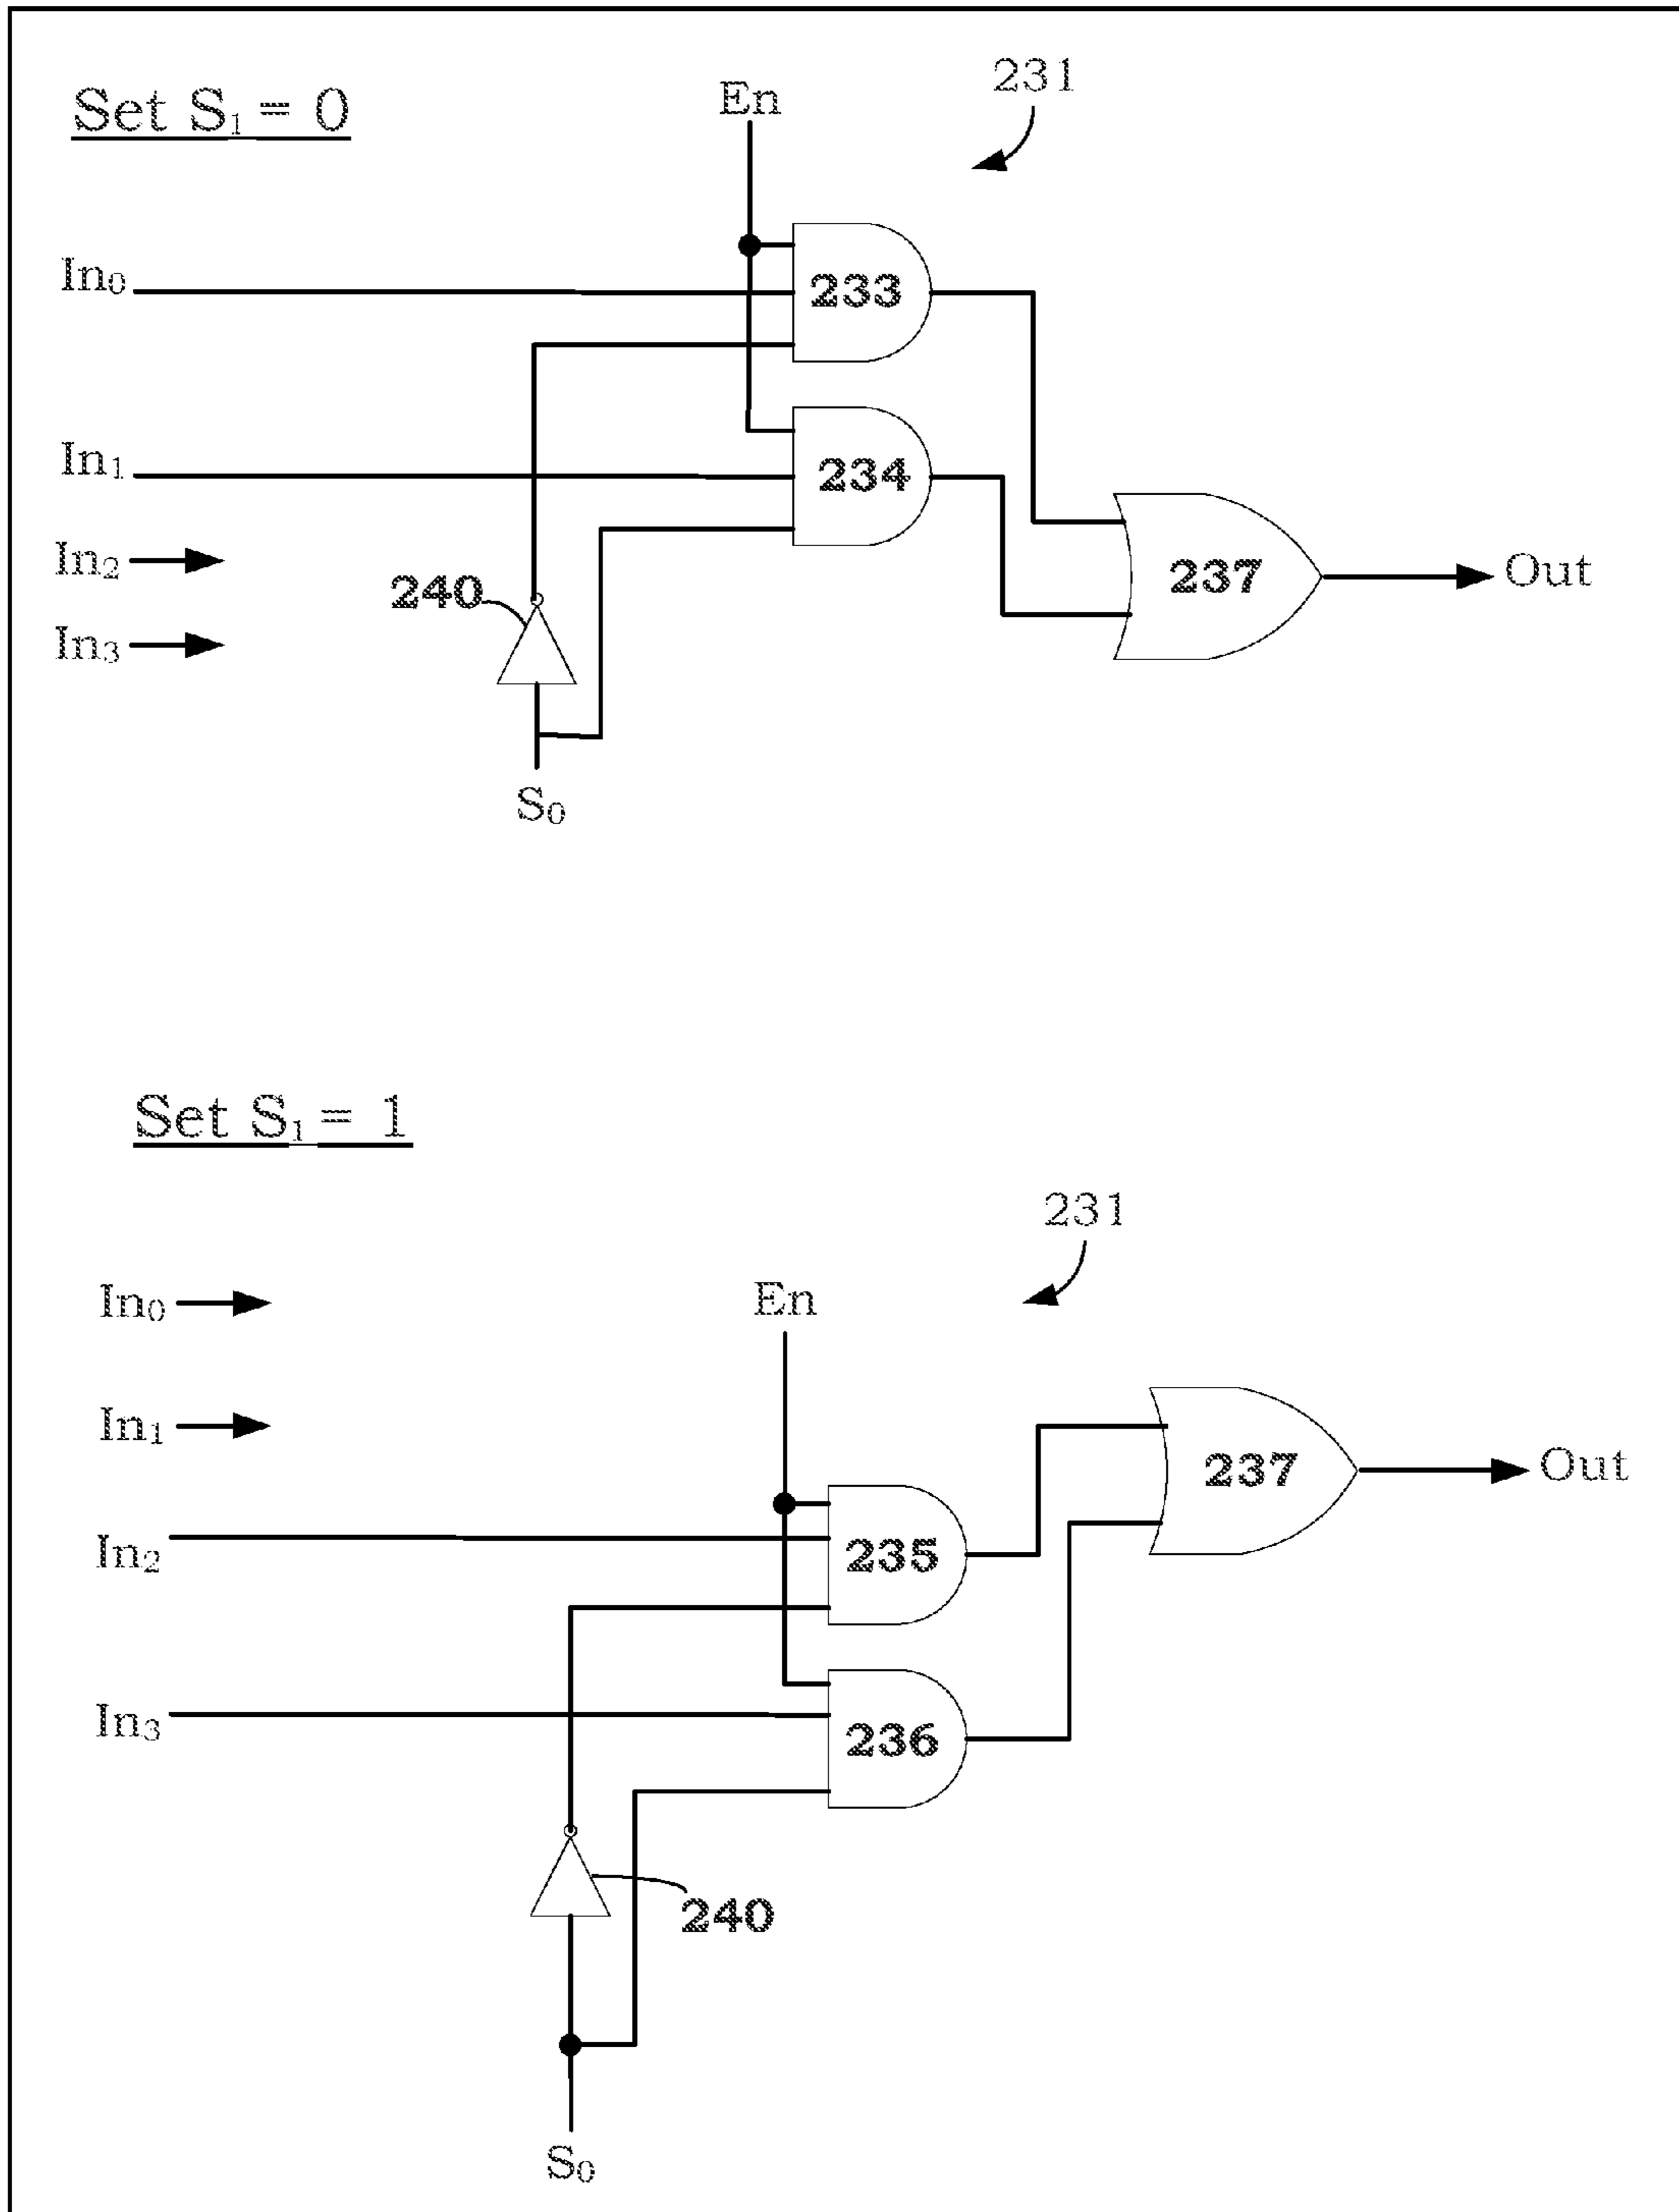 Set S₁ = 0
En
231
In₀
233
In₁
234
In₂
240
237
Out
In₃
S₀
Set S₁ = 1
231
In₀
En
In₁
237
Out
In₂
235
In₃
236
240
S₀